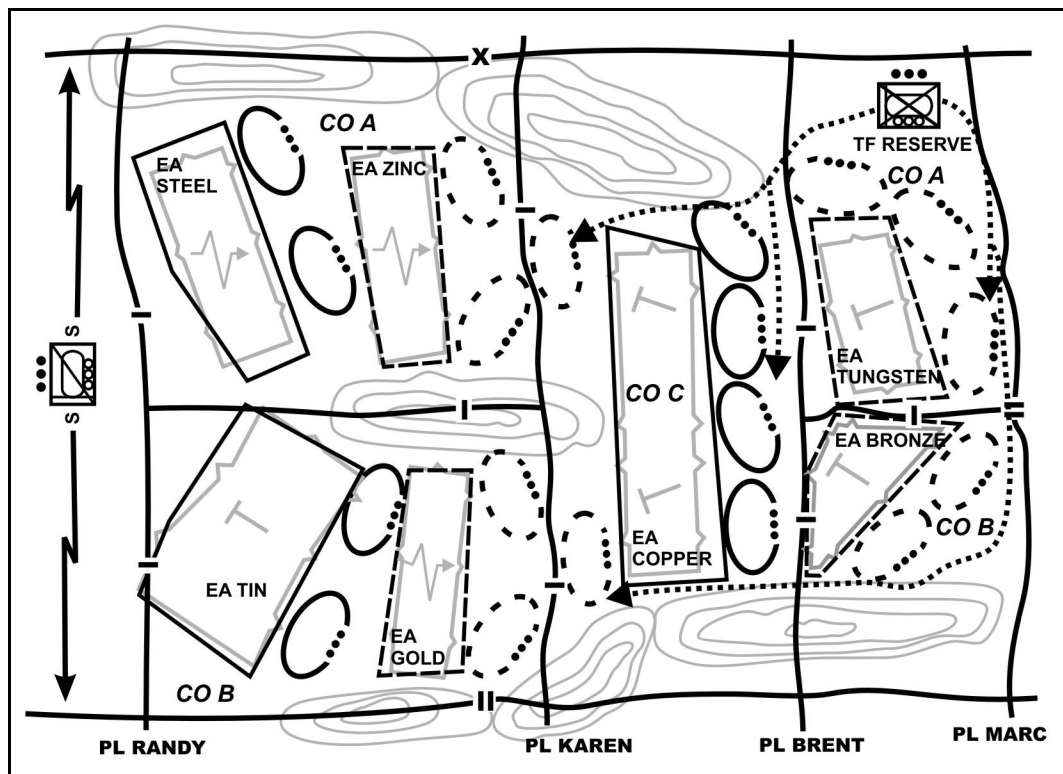 X
TF RESERVE
CO A
CO A
EA
STEEL
EA ZINC
S
S
EA
TUNGSTEN
CO C
EA BRONZE
EA
COPPER
EA TIN
EA
GOLD
CO B
CO B
PL RANDY
PL KAREN
PL BRENT
PL MARC